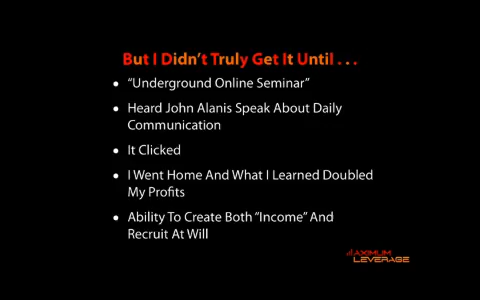 But I Didn't Truly Get It Until . . .
• "Underground Online Seminar"
• Heard John Alanis Speak About Daily
Communication
• It Clicked
• I Went Home And What I Learned Doubled
My Profits
• Ability To Create Both "Income" And
Recruit At Will
MAXIMUM
LEVERAGE